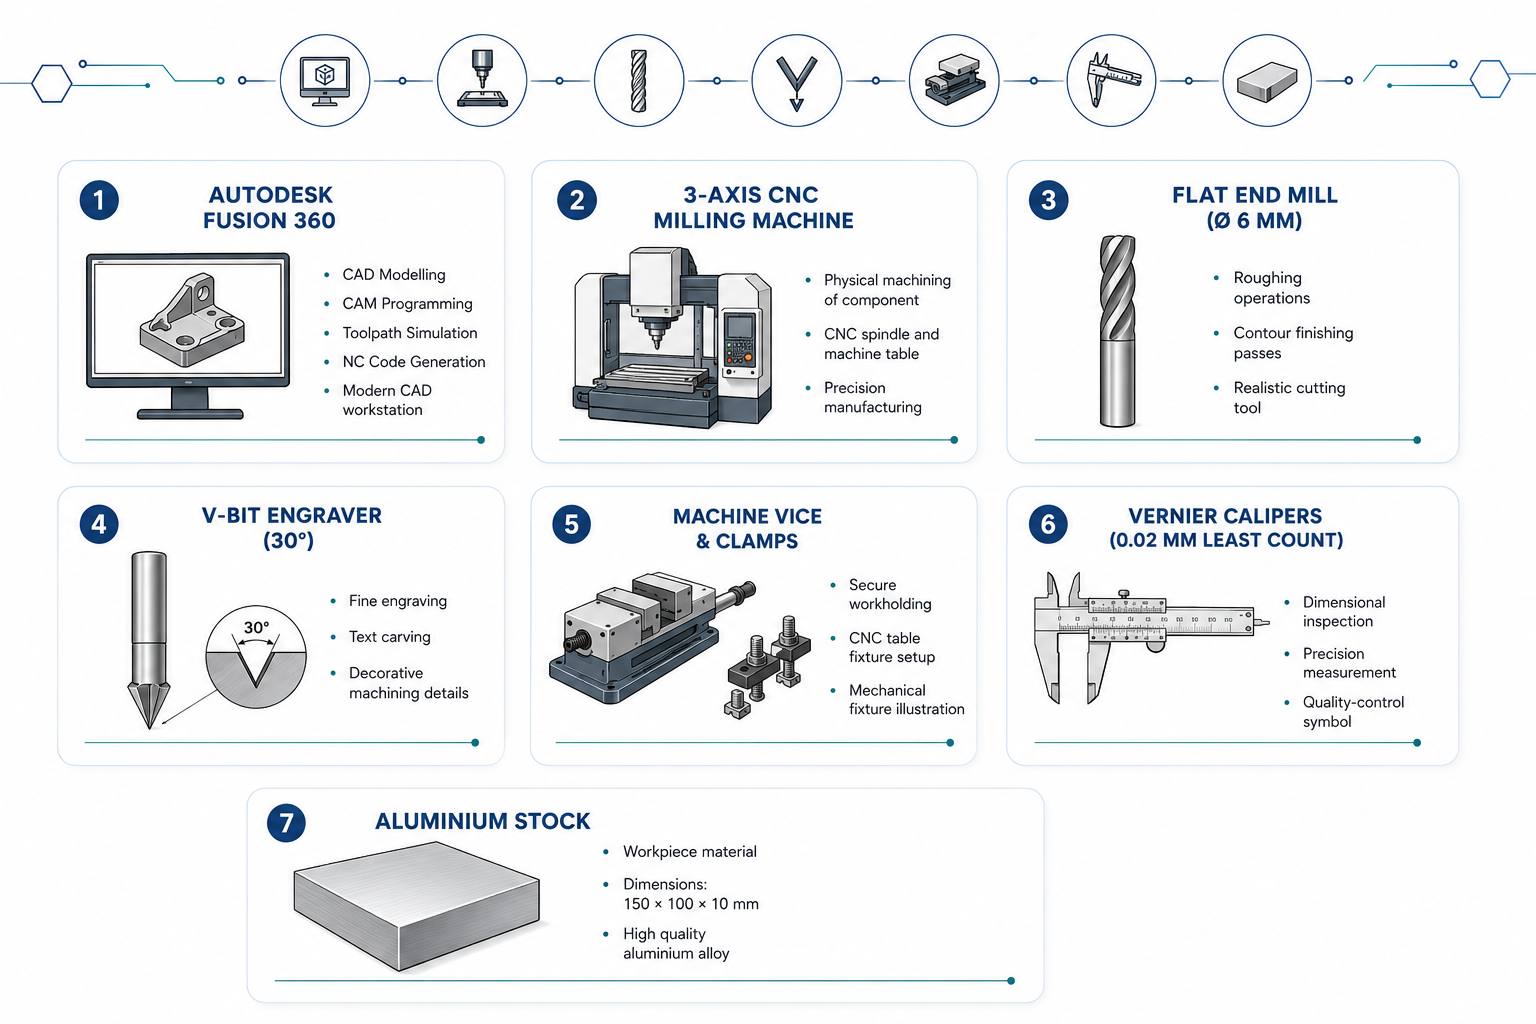 1
AUTODESK
FUSION 360
CAD Modelling
CAM Programming
Toolpath Simulation
NC Code Generation
Modern CAD
workstation
2
3-AXIS CNC
MILLING MACHINE
Physical machining
of component
CNC spindle and
machine table
Precision
manufacturing
3
FLAT END MILL
(Ø 6 MM)
Roughing
operations
Contour finishing
passes
Realistic cutting
tool
4
V-BIT ENGRAVER
(30°)
30°
Fine engraving
Text carving
Decorative
machining details
5
MACHINE VICE
& CLAMPS
Secure
workholding
CNC table
fixture setup
Mechanical
fixture illustration
6
VERNIER CALIPERS
(0.02 MM LEAST COUNT)
Dimensional
inspection
Precision
measurement
Quality-control
symbol
7
ALUMINIUM STOCK
Workpiece material
Dimensions:
150 × 100 × 10 mm
High quality
aluminium alloy